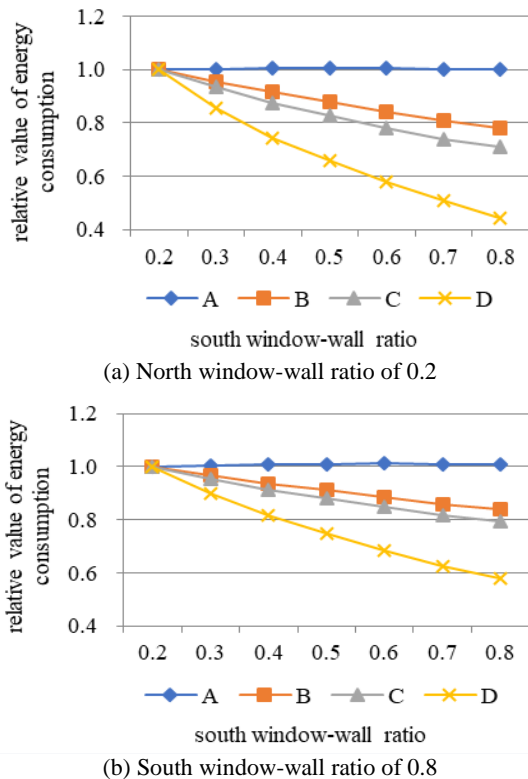 relative value of energy
consumption
1.2
1.0
0.8
0.6
0.4
0.2 0.3 0.4 0.5 0.6 0.7 0.8
A B C D
south window-wall ratio
(a) North window-wall ratio of 0.2
relative value of energy
consumption
1.2
1.0
0.8
0.6
0.4
0.2 0.3 0.4 0.5 0.6 0.7 0.8
A B C D
south window-wall ratio
(b) South window-wall ratio of 0.8